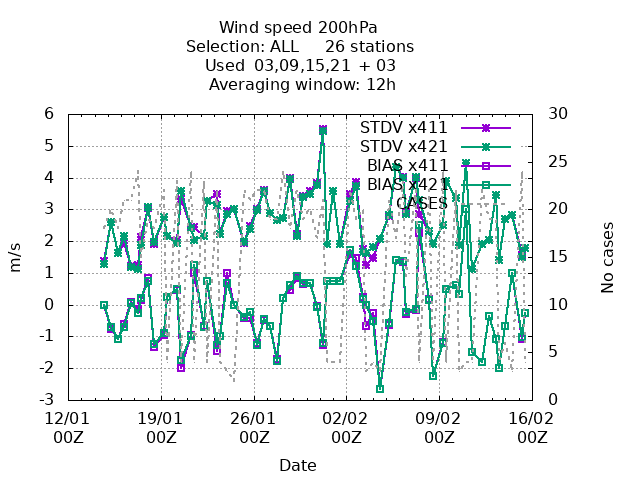 Wind speed 200hPa
Selection: ALL 26 stations
Used 03,09,15,21 + 03
Averaging window: 12h
STDV x411
STDV x421
BIAS x411
BIAS x421
CASES
6
5
4
3
2
1
0
-1
-2
-3
m/s
30
25
20
15
10
5
0
No cases
12/01 19/01 26/01 02/02 09/02 16/02
00Z 00Z 00Z 00Z 00Z 00Z
Date